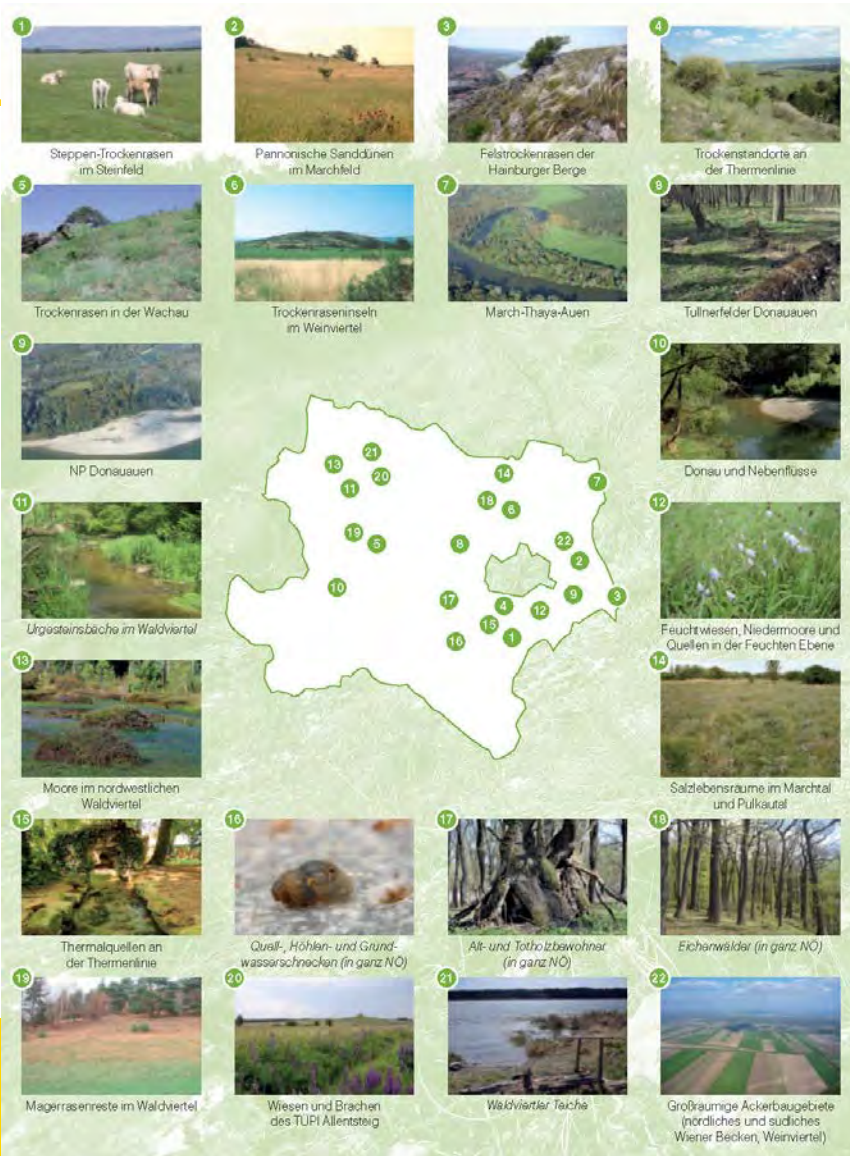 1
2
3
4
Steppen-Trockenrasen
im Steinfeld
Pannonische Sanddünen
im Marchfeld
Felstrockenrasen der
Hainburger Berge
Trockenstandorte an
der Thermenlinie
5
6
7
8
Trockenrasen in der Wachau
Trockenraseninseln
im Weinviertel
March-Thaya-Auen
Tullnerfelder Donauauen
9
10
NP Donauauen
Donau und Nebenflüsse
11
12
Urgesteinsbäche im Waldviertel
Feuchtwiesen, Niedermoore und
Quellen in der Feuchten Ebene
13
14
Moore im nordwestlichen
Waldviertel
Salzlebensräume im Marchtal
und Pulkautal
21
13
20
11
14
7
18
6
19
5
8
22
2
10
17
4
9
3
12
15
1
16
15
16
17
18
Thermalquellen an
der Thermenlinie
Quell-, Höhlen- und Grund-
wasserschnecken (in ganz NÖ)
Alt- und Totholzbewohner
(in ganz NÖ)
Eichenwälder (in ganz NÖ)
19
20
21
22
Magerrasenreste im Waldviertel
Wiesen und Brachen
des TÜPl Allentsteig
Waldviertler Teiche
Großräumige Ackerbaugebiete
(nördliches und südliches
Wiener Becken, Weinviertel)